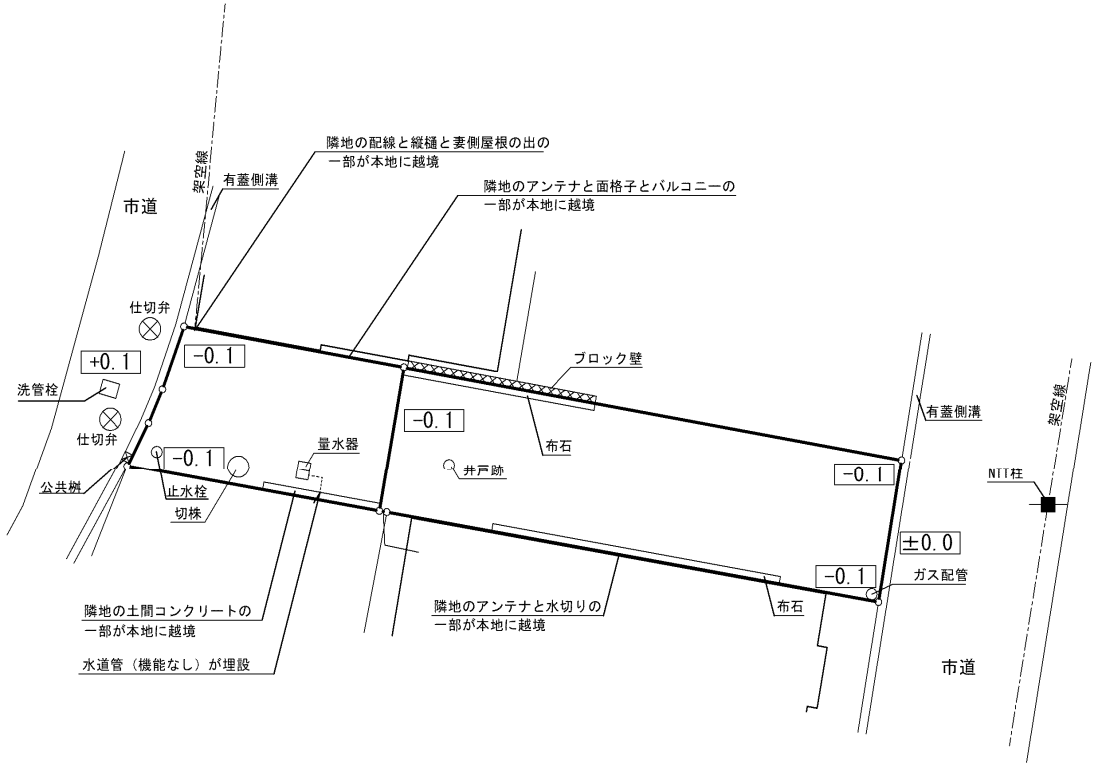 隣地の配線と縦樋と妻側屋根の出の
一部が本地に越境
架空線
有蓋側溝
隣地のアンテナと面格子とバルコニーの
一部が本地に越境
市道
仕切弁
+0.1
-0.1
洗管栓
ブロック壁
仕切弁
-0.1
有蓋側溝
架空線
布石
量水器
-0.1
井戸跡
-0.1
NTT柱
公共桝
止水栓
切株
±0.0
-0.1
ガス配管
隣地の土間コンクリートの
一部が本地に越境
隣地のアンテナと水切りの
一部が本地に越境
布石
水道管（機能なし）が埋設
市道